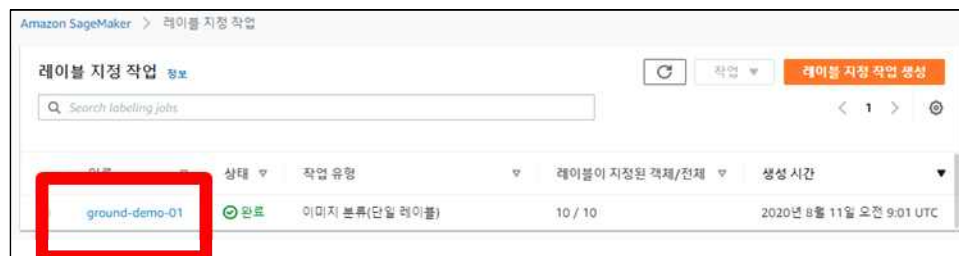 Amazon SageMaker > 레이블 지정 작업
레이블 지정 작업 정보
작업 ▼ 레이블 지정 작업 생성
Search labeling jobs
< 1 >
상태 작업 유형 레이블이 지정된 객체/전체 생성 시간
ground-demo-01 완료 이미지 분류(단일 레이블) 10 / 10 2020년 8월 11일 오전 9:01 UTC